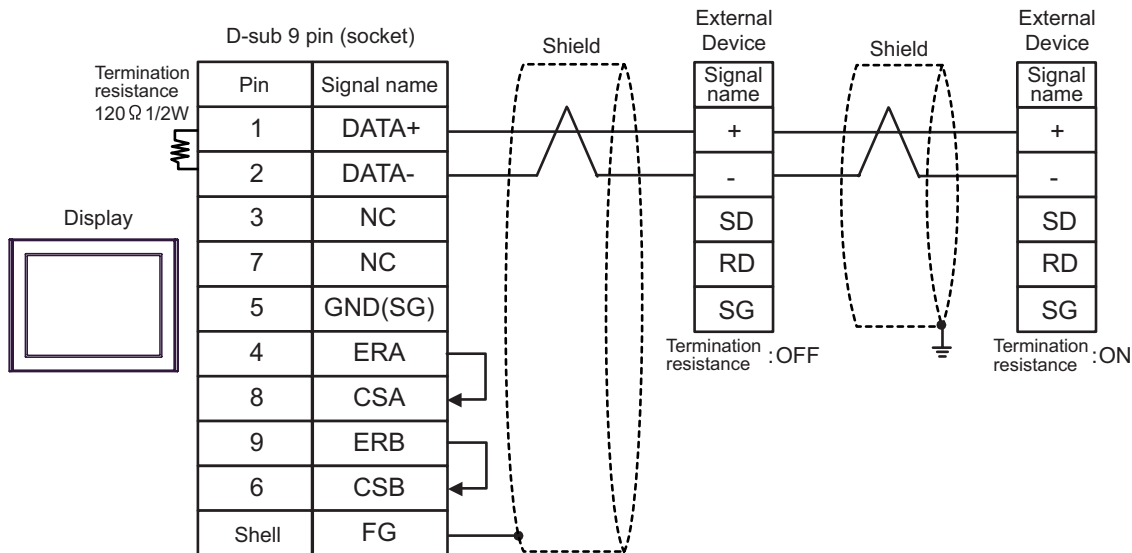 D-sub 9 pin (socket)
Termination
resistance
120 Ω 1/2W
Pin Signal name
1 DATA+
2 DATA-
3 NC
7 NC
5 GND(SG)
4 ERA
8 CSA
9 ERB
6 CSB
Shell FG
Display
Shield
External
Device
Signal
name
+
-
SD
RD
SG
Termination
resistance :OFF
Shield
External
Device
Signal
name
+
-
SD
RD
SG
Termination
resistance :ON